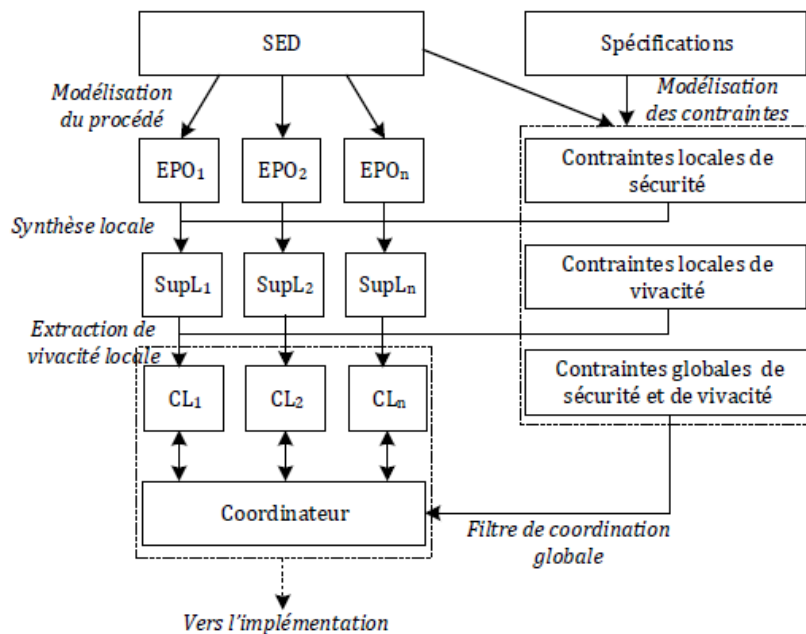 SED
Spécifications
Modélisation
du procédé
Modélisation
des contraintes
EPO1
EPO2
EPOn
Contraintes locales de
sécurité
Synthèse locale
SupL1
SupL2
SupLn
Contraintes locales de
vivacité
Extraction de
vivacité locale
Contraintes globales de
sécurité et de vivacité
CL1
CL2
CLn
Coordinateur
Filtre de coordination
globale
Vers l'implémentation